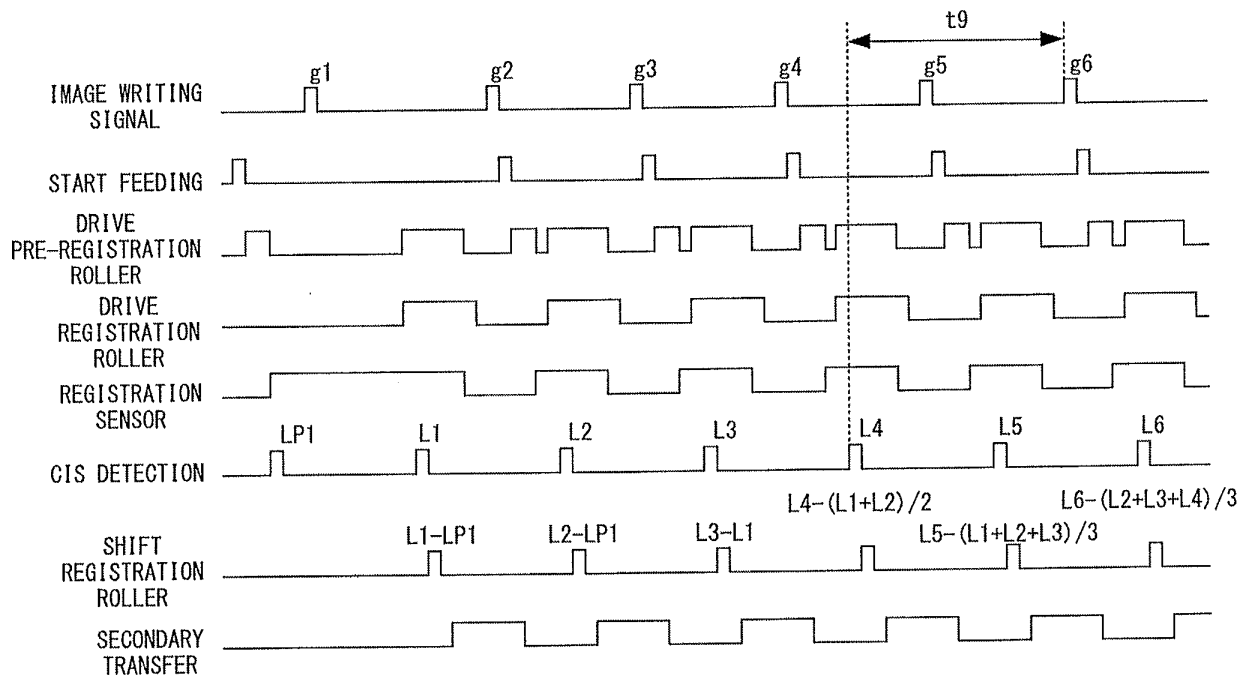 t9
g1 g2 g3 g4 g5 g6
IMAGE WRITING
SIGNAL
START FEEDING
DRIVE
PRE-REGISTRATION
ROLLER
DRIVE
REGISTRATION
ROLLER
REGISTRATION
SENSOR
LP1 L1 L2 L3 L4 L5 L6
CIS DETECTION
L4-(L1+L2)/2 L6-(L2+L3+L4)/3
L1-LP1 L2-LP1 L3-L1 L5-(L1+L2+L3)/3
SHIFT
REGISTRATION
ROLLER
SECONDARY
TRANSFER